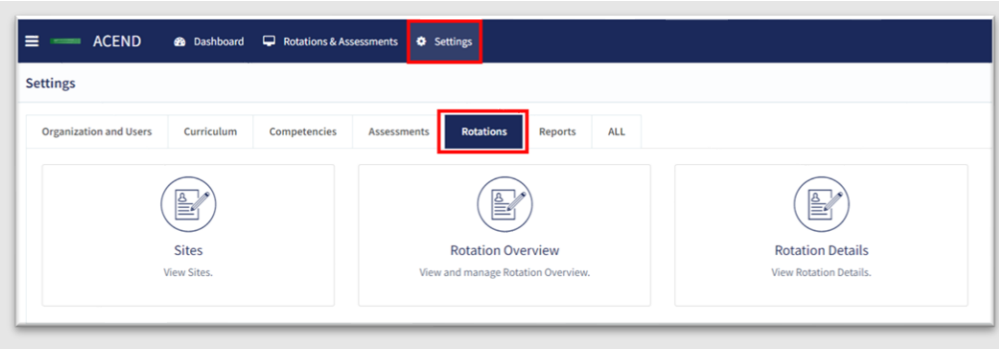 ACEND Dashboard Rotations & Assessments Settings
Settings
Organization and Users Curriculum Competencies Assessments Rotations Reports ALL
Sites
View Sites.
Rotation Overview
View and manage Rotation Overview.
Rotation Details
View Rotation Details.